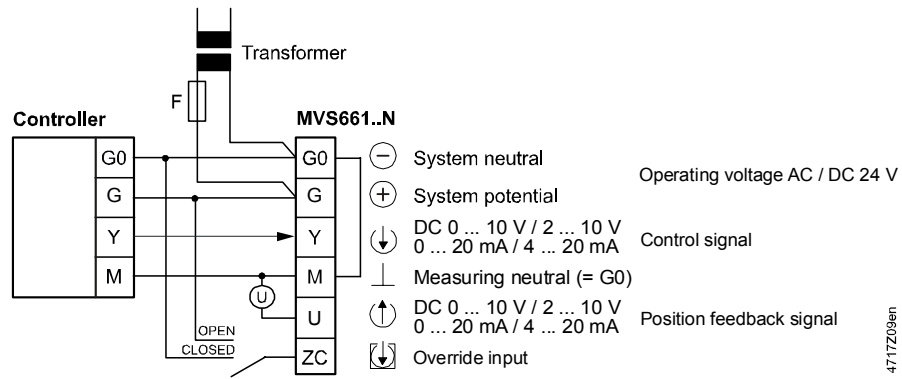 Transformer
F
Controller
MVS661..N
G0
G0
System neutral
Operating voltage AC / DC 24 V
G
G
System potential
Y
Y
DC 0 ... 10 V / 2 ... 10 V
0 ... 20 mA / 4 ... 20 mA
Control signal
M
M
Measuring neutral (= G0)
U
U
DC 0 ... 10 V / 2 ... 10 V
0 ... 20 mA / 4 ... 20 mA
Position feedback signal
OPEN
CLOSED
ZC
Override input
4717Z09en